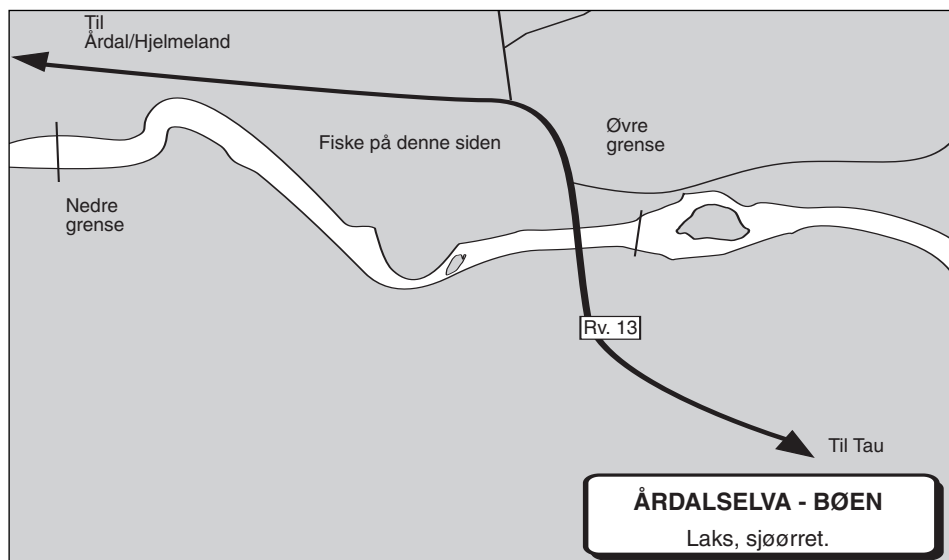 Til
Årdal/Hjelmeland
Fiske på denne siden
Øvre
grense
Nedre
grense
Rv. 13
Til Tau
ÅRDALSELVA - BØEN
Laks, sjøørret.